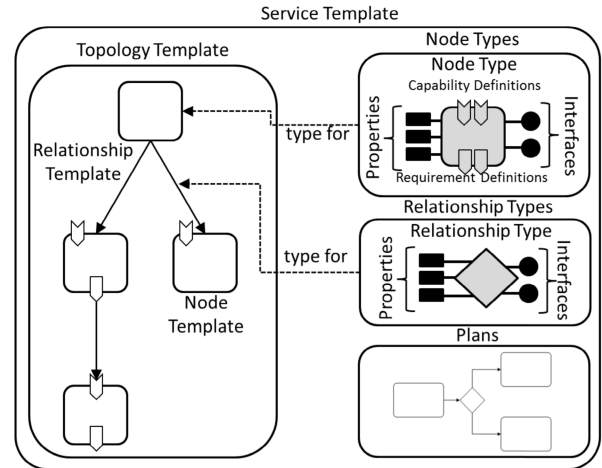 Service Template
Topology Template
Relationship
Template
Node
Template
type for
type for
Node Types
Node Type
Capability Definitions
Properties
Interfaces
Requirement Definitions
Relationship Types
Relationship Type
Properties
Interfaces
Plans